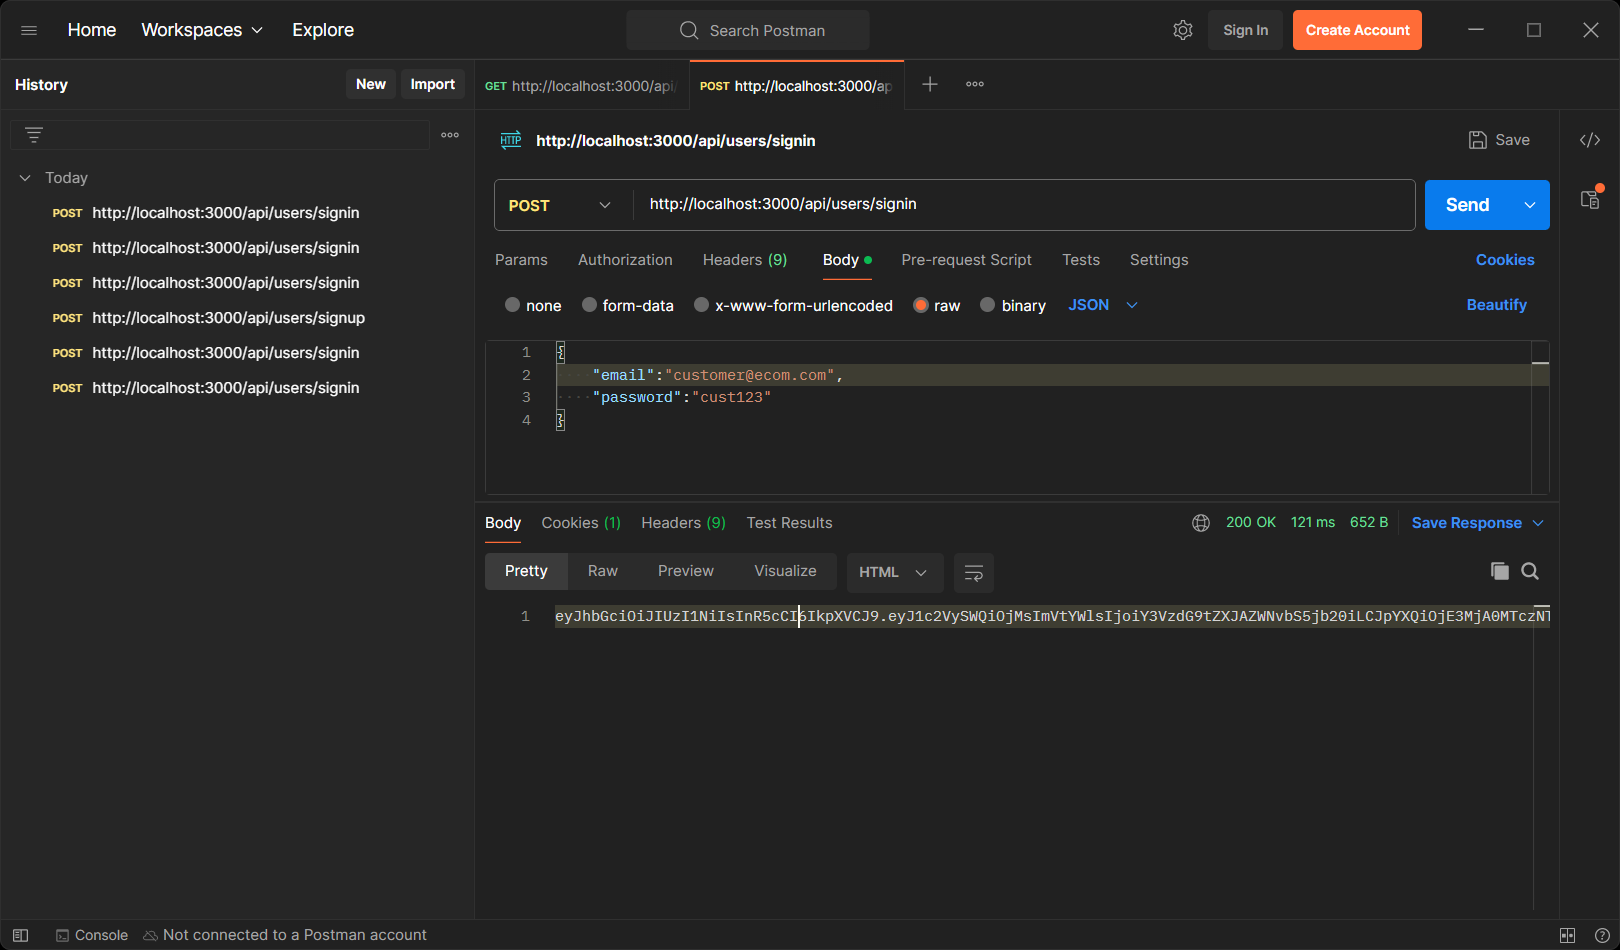 Home Workspaces Explore Search Postman Sign In Create Account
History New Import GET http://localhost:3000/api/ POST http://localhost:3000/ap
HTTP http://localhost:3000/api/users/signin Save
Today
POST http://localhost:3000/api/users/signin
POST http://localhost:3000/api/users/signin
POST http://localhost:3000/api/users/signin
POST http://localhost:3000/api/users/signup
POST http://localhost:3000/api/users/signin
POST http://localhost:3000/api/users/signin
POST http://localhost:3000/api/users/signin Send
Params Authorization Headers (9) Body Pre-request Script Tests Settings Cookies
none form-data x-www-form-urlencoded raw binary JSON Beautify
1 {
2 "email":"customer@ecom.com",
3 "password":"cust123"
4 }
Body Cookies (1) Headers (9) Test Results 200 OK 121 ms 652 B Save Response
Pretty Raw Preview Visualize HTML
1 eyJhbGciOiJIUzI1NiIsInR5cCI6IkpXVCJ9.eyJ1c2VySWQiOjMsImVtYWlsIjoiY3VzdG9tZXJAZWNvbS5jb20iLCJpYXQiOjE3MjA0MTczNT
Console Not connected to a Postman account